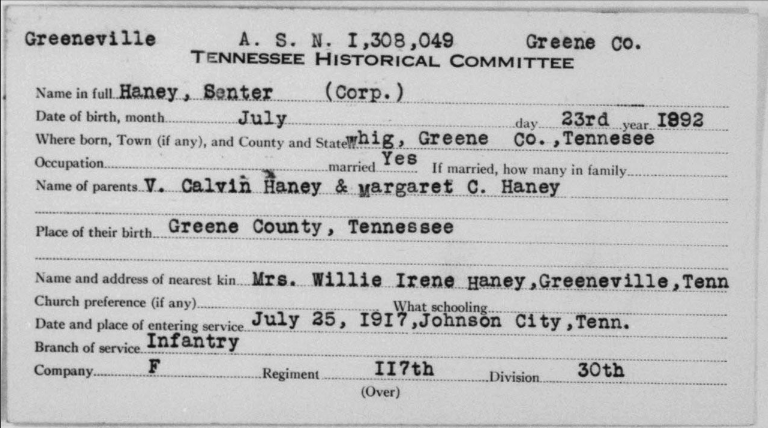 Greeneville A. S. N. I,308,049 Greene Co.
TENNESSEE HISTORICAL COMMITTEE
Name in full Haney, Senter (Corp.)
Date of birth, month July day 23rd year I892
Where born, Town (if any), and County and State Whig, Greene Co.,Tennesee
Occupation married Yes If married, how many in family
Name of parents V. Calvin Haney & Margaret C. Haney
Place of their birth Greene County, Tennessee
Name and address of nearest kin Mrs. Willie Irene Haney,Greeneville,Tenn
Church preference (if any) What schooling
Date and place of entering service July 25, I9I7,Johnson City,Tenn.
Branch of service Infantry
Company F Regiment II7th Division 30th
(Over)